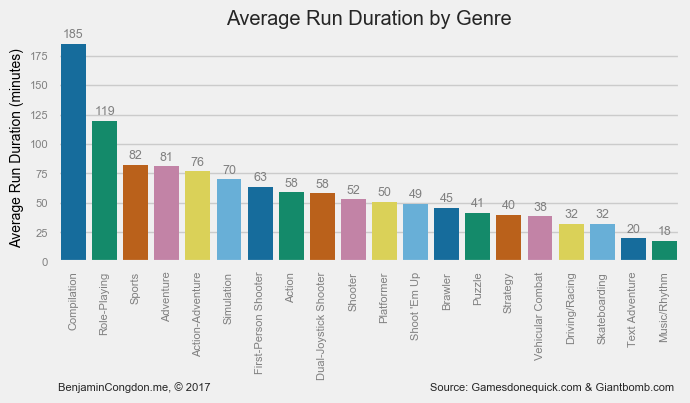 Average Run Duration by Genre
Average Run Duration (minutes)
175
150
125
100
75
50
25
0
185
119
82
81
76
70
63
58
58
52
50
49
45
41
40
38
32
32
20
18
Compilation
Role-Playing
Sports
Adventure
Action-Adventure
Simulation
First-Person Shooter
Action
Dual-Joystick Shooter
Shooter
Platformer
Shoot 'Em Up
Brawler
Puzzle
Strategy
Vehicular Combat
Driving/Racing
Skateboarding
Text Adventure
Music/Rhythm
BenjaminCongdon.me, © 2017
Source: Gamesdonequick.com & Giantbomb.com